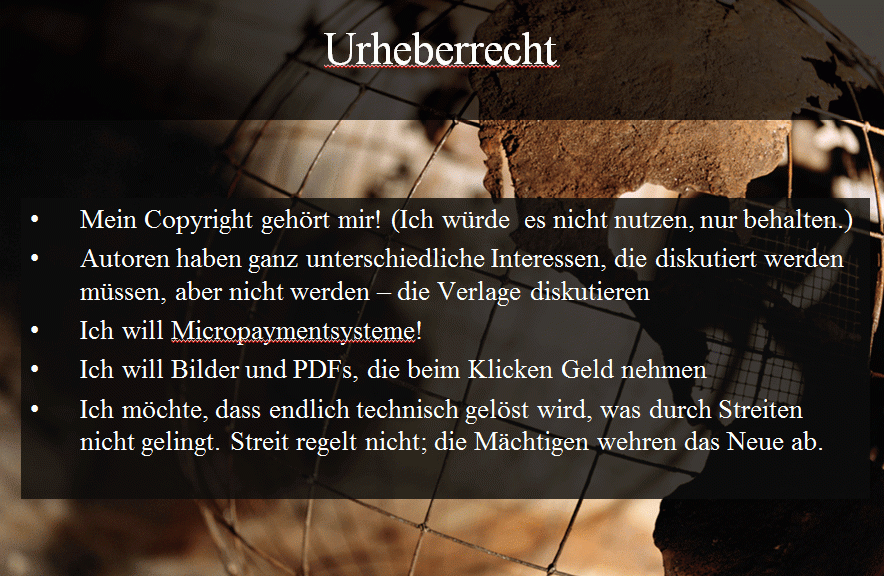 Urheberrecht
• Mein Copyright gehört mir! (Ich würde  es nicht nutzen, nur behalten.)
• Autoren haben ganz unterschiedliche Interessen, die diskutiert werden
müssen, aber nicht werden – die Verlage diskutieren
• Ich will Micropaymentsysteme!
• Ich will Bilder und PDFs, die beim Klicken Geld nehmen
• Ich möchte, dass endlich technisch gelöst wird, was durch Streiten
nicht gelingt. Streit regelt nicht; die Mächtigen wehren das Neue ab.